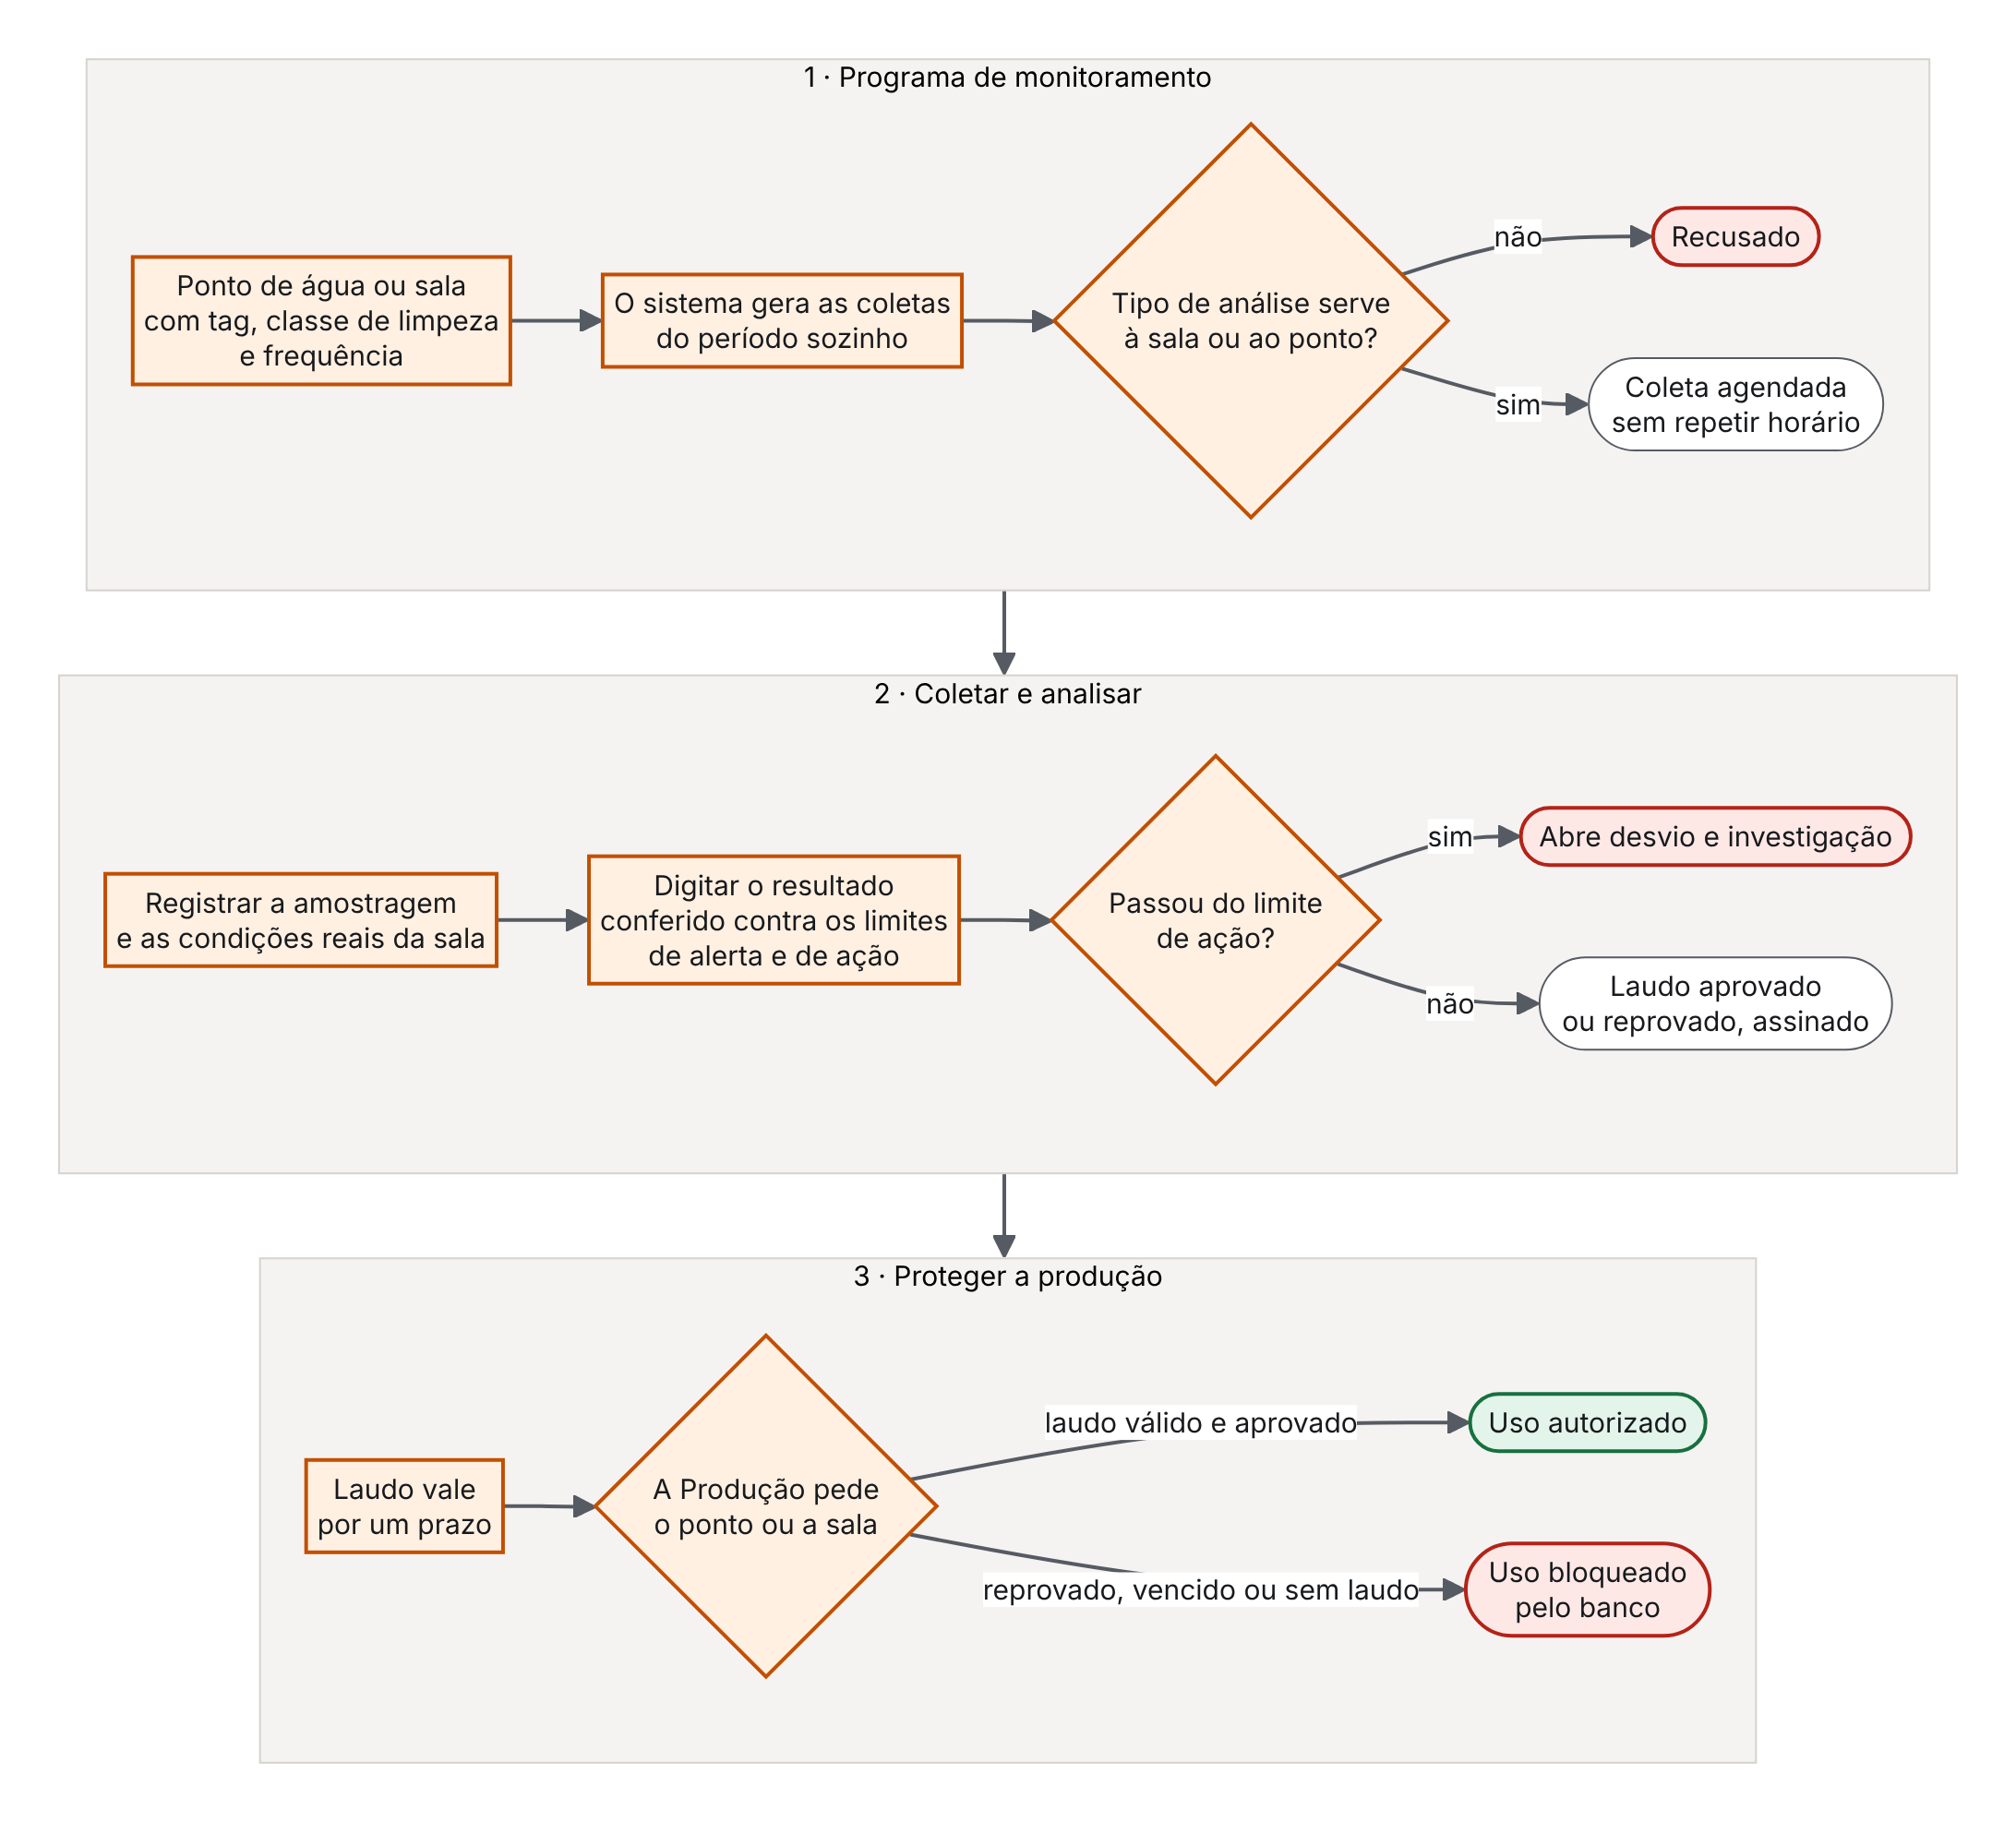 1 · Programa de monitoramento
Ponto de água ou sala
com tag, classe de limpeza
e frequência
O sistema gera as coletas
do período sozinho
Tipo de análise serve
à sala ou ao ponto?
não
Recusado
sim
Coleta agendada
sem repetir horário
2 · Coletar e analisar
Registrar a amostragem
e as condições reais da sala
Digitar o resultado
conferido contra os limites
de alerta e de ação
Passou do limite
de ação?
sim
Abre desvio e investigação
não
Laudo aprovado
ou reprovado, assinado
3 · Proteger a produção
Laudo vale
por um prazo
A Produção pede
o ponto ou a sala
laudo válido e aprovado
Uso autorizado
reprovado, vencido ou sem laudo
Uso bloqueado
pelo banco